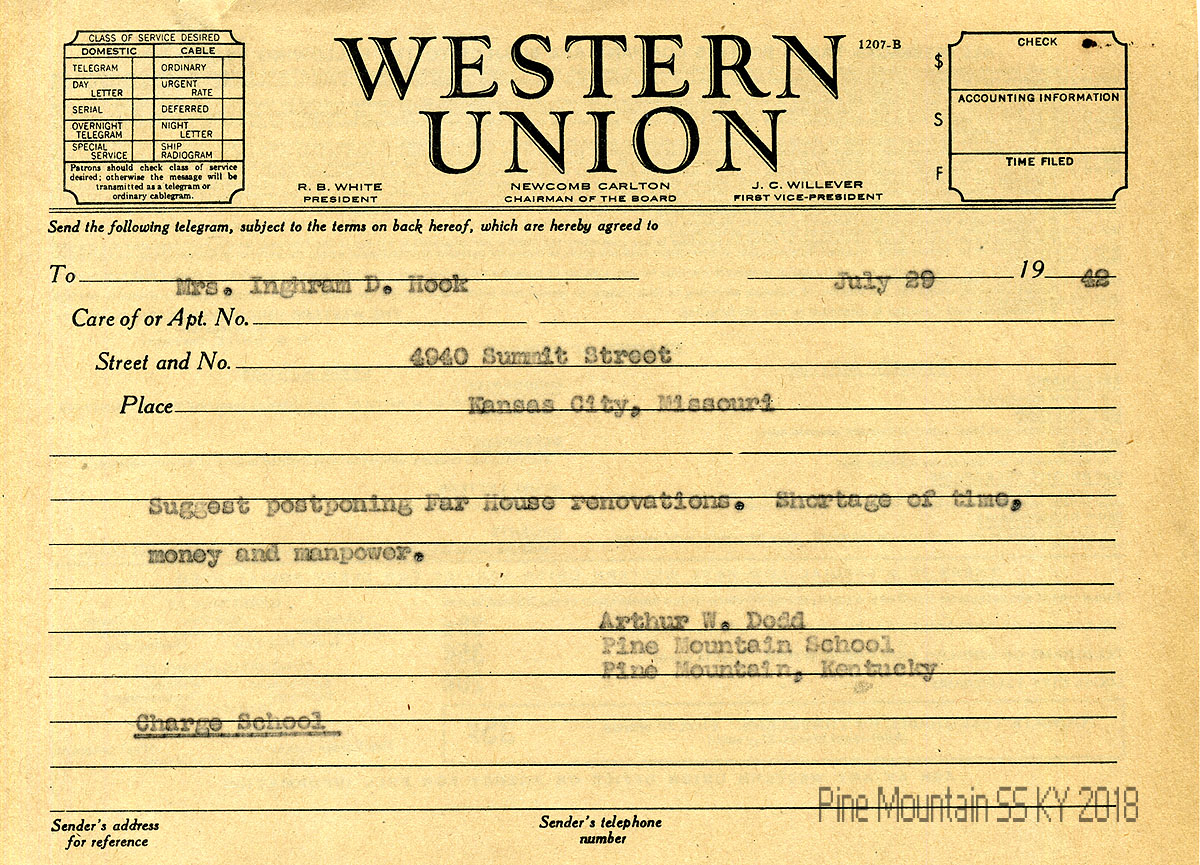 CLASS OF SERVICE DESIRED
DOMESTIC CABLE
TELEGRAM ORDINARY
DAY LETTER URGENT RATE
SERIAL DEFERRED
OVERNIGHT TELEGRAM NIGHT LETTER
SPECIAL SERVICE SHIP RADIOGRAM
Patrons should check class of service
desired; otherwise the message will be
transmitted as a telegram or
ordinary cablegram.
WESTERN
UNION
1207-B
R. B. WHITE
PRESIDENT
NEWCOMB CARLTON
CHAIRMAN OF THE BOARD
J. C. WILLEVER
FIRST VICE-PRESIDENT
$
S
F
CHECK
ACCOUNTING INFORMATION
TIME FILED
Send the following telegram, subject to the terms on back hereof, which are hereby agreed to
To Mrs. Inghram D. Hook July 29 19 42
Care of or Apt. No.
Street and No. 4940 Summit Street
Place Kansas City, Missouri
Suggest postponing Far House renovations. Shortage of time,
money and manpower.
Arthur W. Dodd
Pine Mountain School
Pine Mountain, Kentucky
Charge School
Pine Mountain SS KY 2018
Sender's address
for reference
Sender's telephone
number